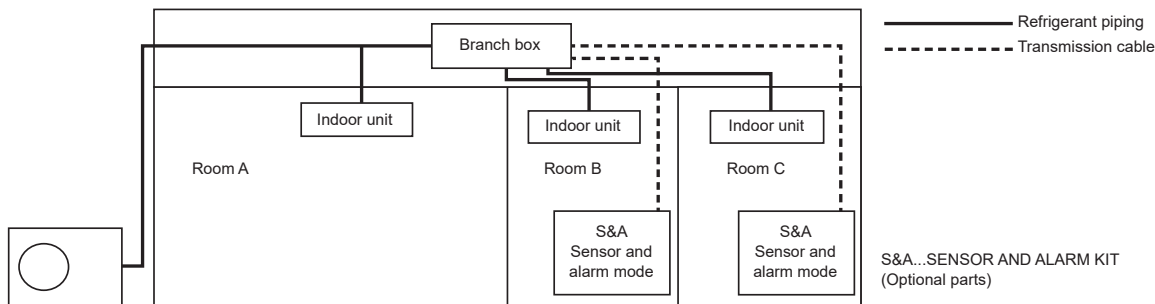 Refrigerant piping
Transmission cable
Branch box
Indoor unit
Indoor unit
Indoor unit
Room A
Room B
Room C
S&A
Sensor and
alarm mode
S&A
Sensor and
alarm mode
S&A...SENSOR AND ALARM KIT
(Optional parts)